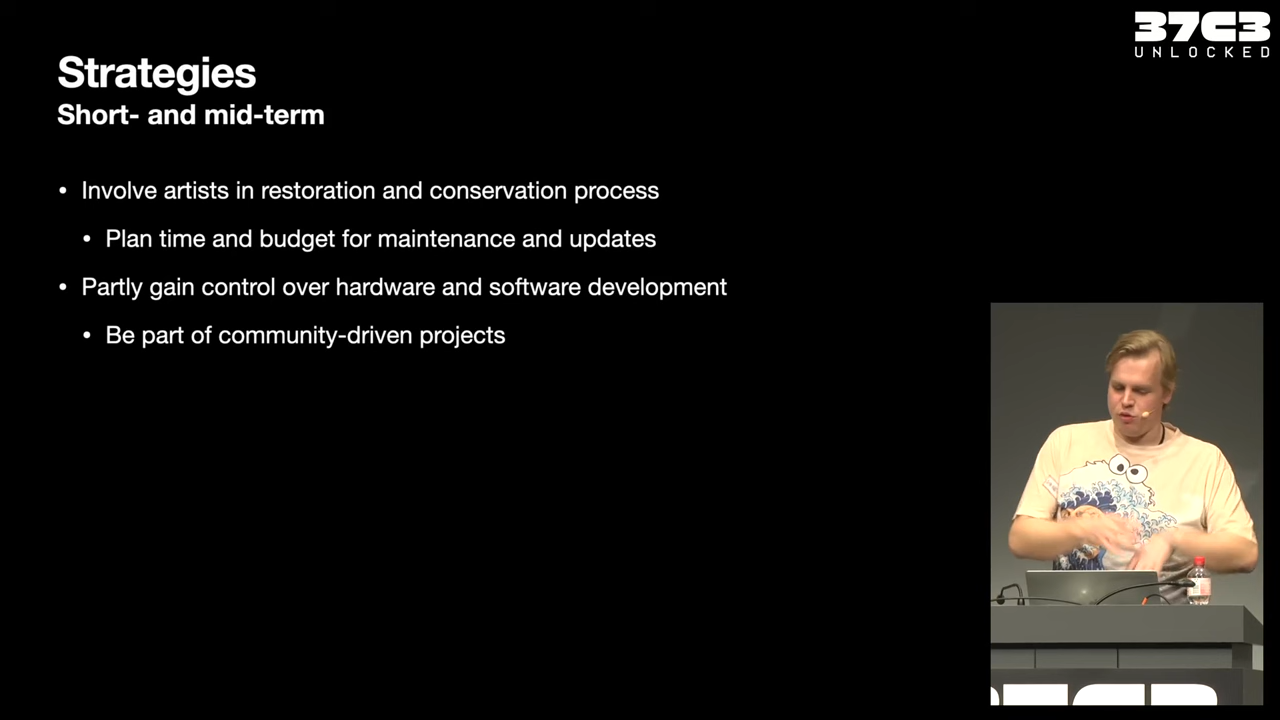 37C3
UNLOCKED
Strategies
Short- and mid-term
• Involve artists in restoration and conservation process
• Plan time and budget for maintenance and updates
• Partly gain control over hardware and software development
• Be part of community-driven projects